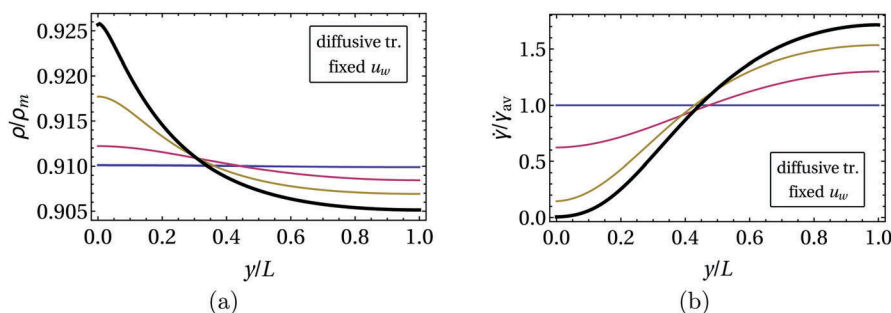 0.925
0.920
0.915
0.910
0.905
ρ/ρm
diffusive tr.
fixed uw
0.0 0.2 0.4 0.6 0.8 1.0
y/L
(a)
1.5
1.0
0.5
0.0
γ̇/γ̇av
diffusive tr.
fixed uw
0.0 0.2 0.4 0.6 0.8 1.0
y/L
(b)